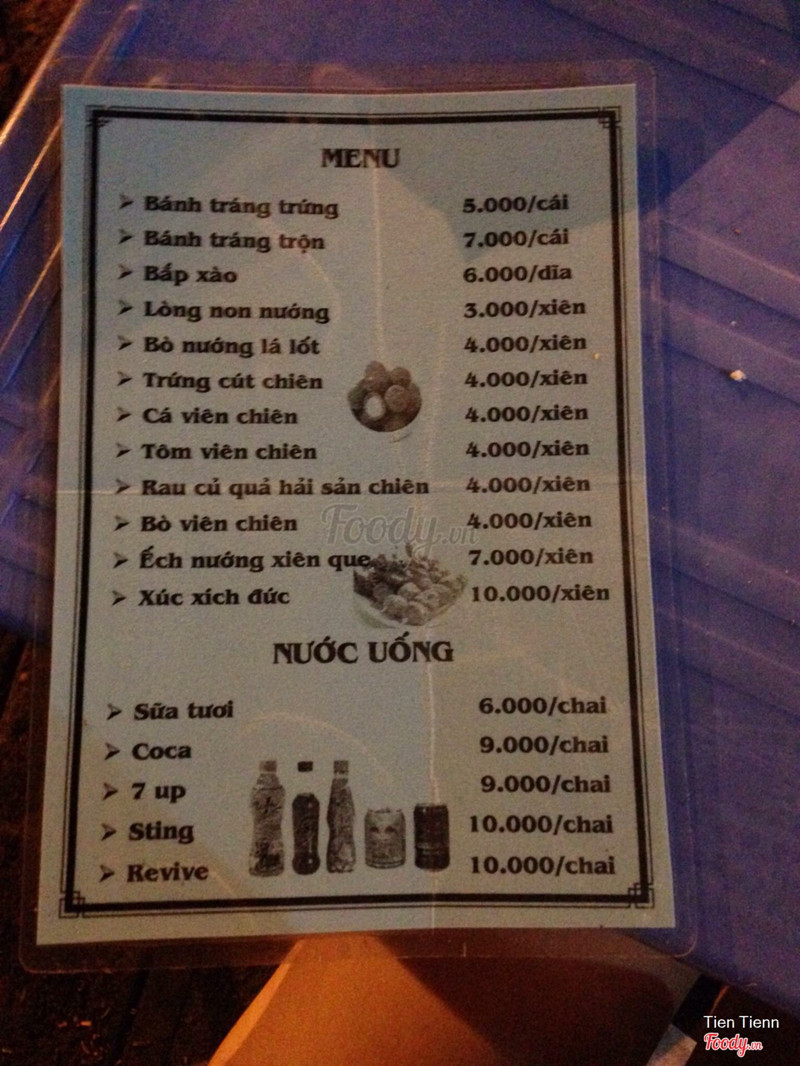 MENU
➢ Bánh tráng trứng 5.000/cái
➢ Bánh tráng trộn 7.000/cái
➢ Bắp xào 6.000/dĩa
➢ Lòng non nướng 3.000/xiên
➢ Bò nướng lá lốt 4.000/xiên
➢ Trứng cút chiên 4.000/xiên
➢ Cá viên chiên 4.000/xiên
➢ Tôm viên chiên 4.000/xiên
➢ Rau củ quả hải sản chiên 4.000/xiên
➢ Bò viên chiên 4.000/xiên
Foody.vn
➢ Ếch nướng xiên que 7.000/xiên
➢ Xúc xích đức 10.000/xiên
NƯỚC UỐNG
➢ Sữa tươi 6.000/chai
➢ Coca 9.000/chai
➢ 7 up 9.000/chai
➢ Sting 10.000/chai
➢ Revive 10.000/chai
Tien Tienn
Foody.vn